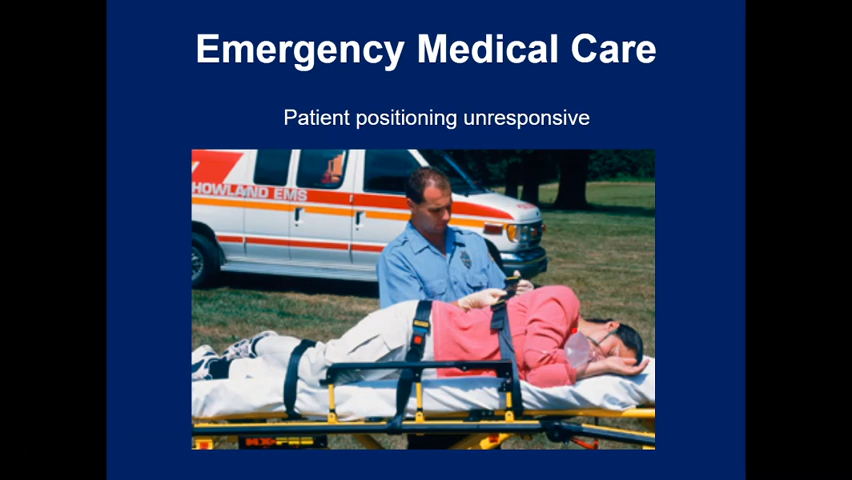 Emergency Medical Care
Patient positioning unresponsive
HOWLAND EMS